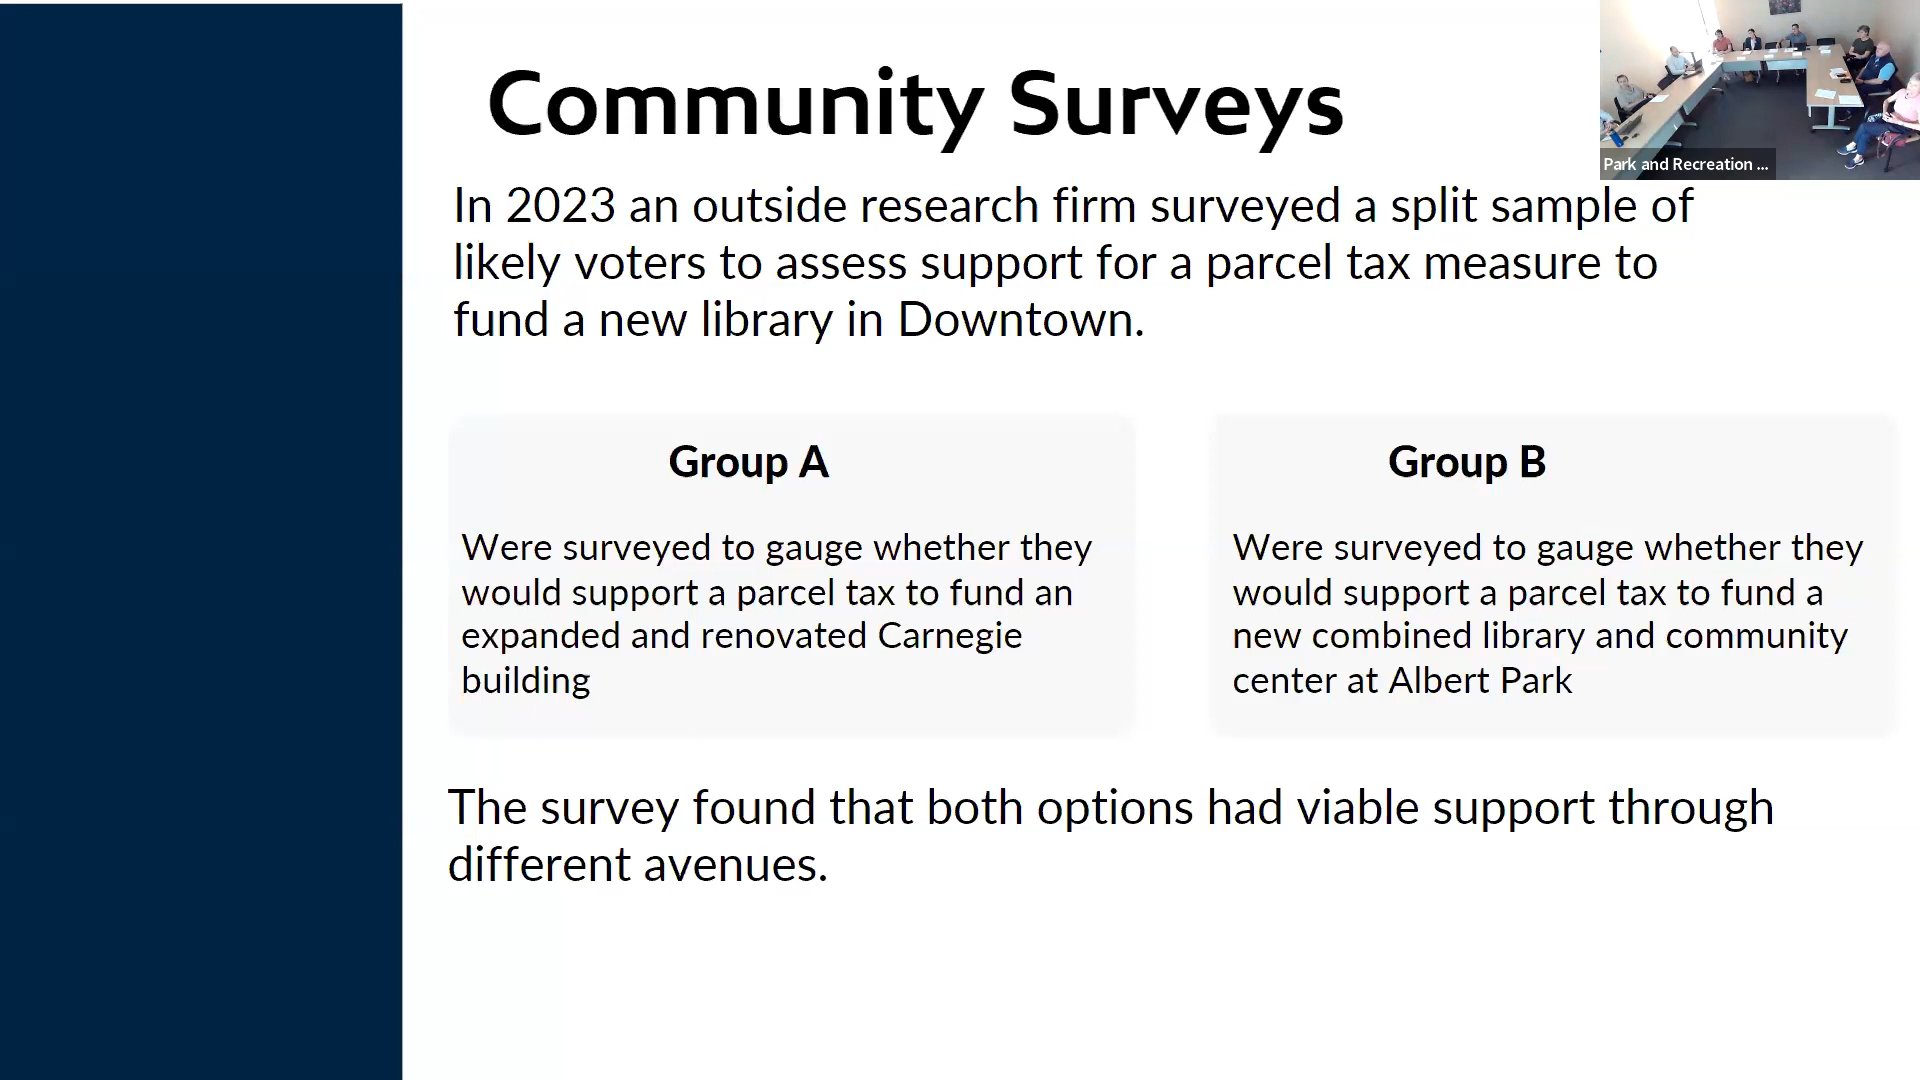 Community Surveys
Park and Recreation ...
In 2023 an outside research firm surveyed a split sample of
likely voters to assess support for a parcel tax measure to
fund a new library in Downtown.
Group A
Were surveyed to gauge whether they
would support a parcel tax to fund an
expanded and renovated Carnegie
building
Group B
Were surveyed to gauge whether they
would support a parcel tax to fund a
new combined library and community
center at Albert Park
The survey found that both options had viable support through
different avenues.